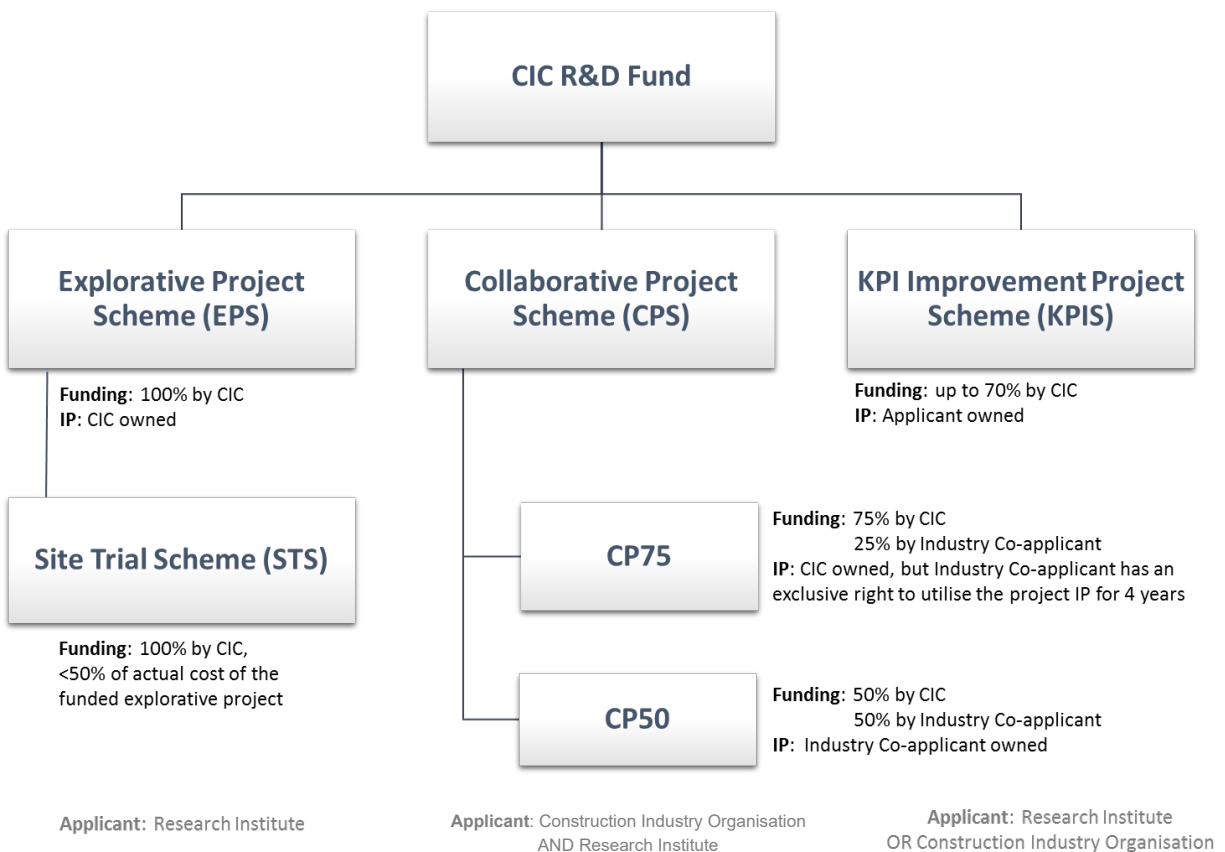 CIC R&D Fund
Explorative Project
Scheme (EPS)
Funding: 100% by CIC
IP: CIC owned
Site Trial Scheme (STS)
Funding: 100% by CIC,
<50% of actual cost of the
funded explorative project
Applicant: Research Institute
Collaborative Project
Scheme (CPS)
CP75
Funding: 75% by CIC
25% by Industry Co-applicant
IP: CIC owned, but Industry Co-applicant has an
exclusive right to utilise the project IP for 4 years
CP50
Funding: 50% by CIC
50% by Industry Co-applicant
IP: Industry Co-applicant owned
Applicant: Construction Industry Organisation
AND Research Institute
KPI Improvement Project
Scheme (KPIS)
Funding: up to 70% by CIC
IP: Applicant owned
Applicant: Research Institute
OR Construction Industry Organisation